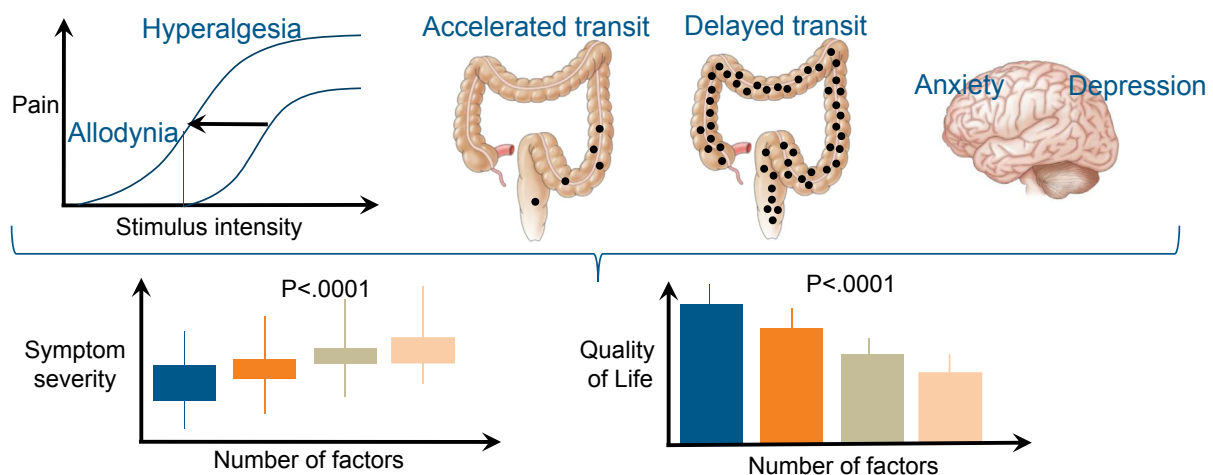 Hyperalgesia
Accelerated transit
Delayed transit
Pain
Allodynia
Anxiety
Depression
Stimulus intensity
P<.0001
P<.0001
Symptom
severity
Quality
of Life
Number of factors
Number of factors